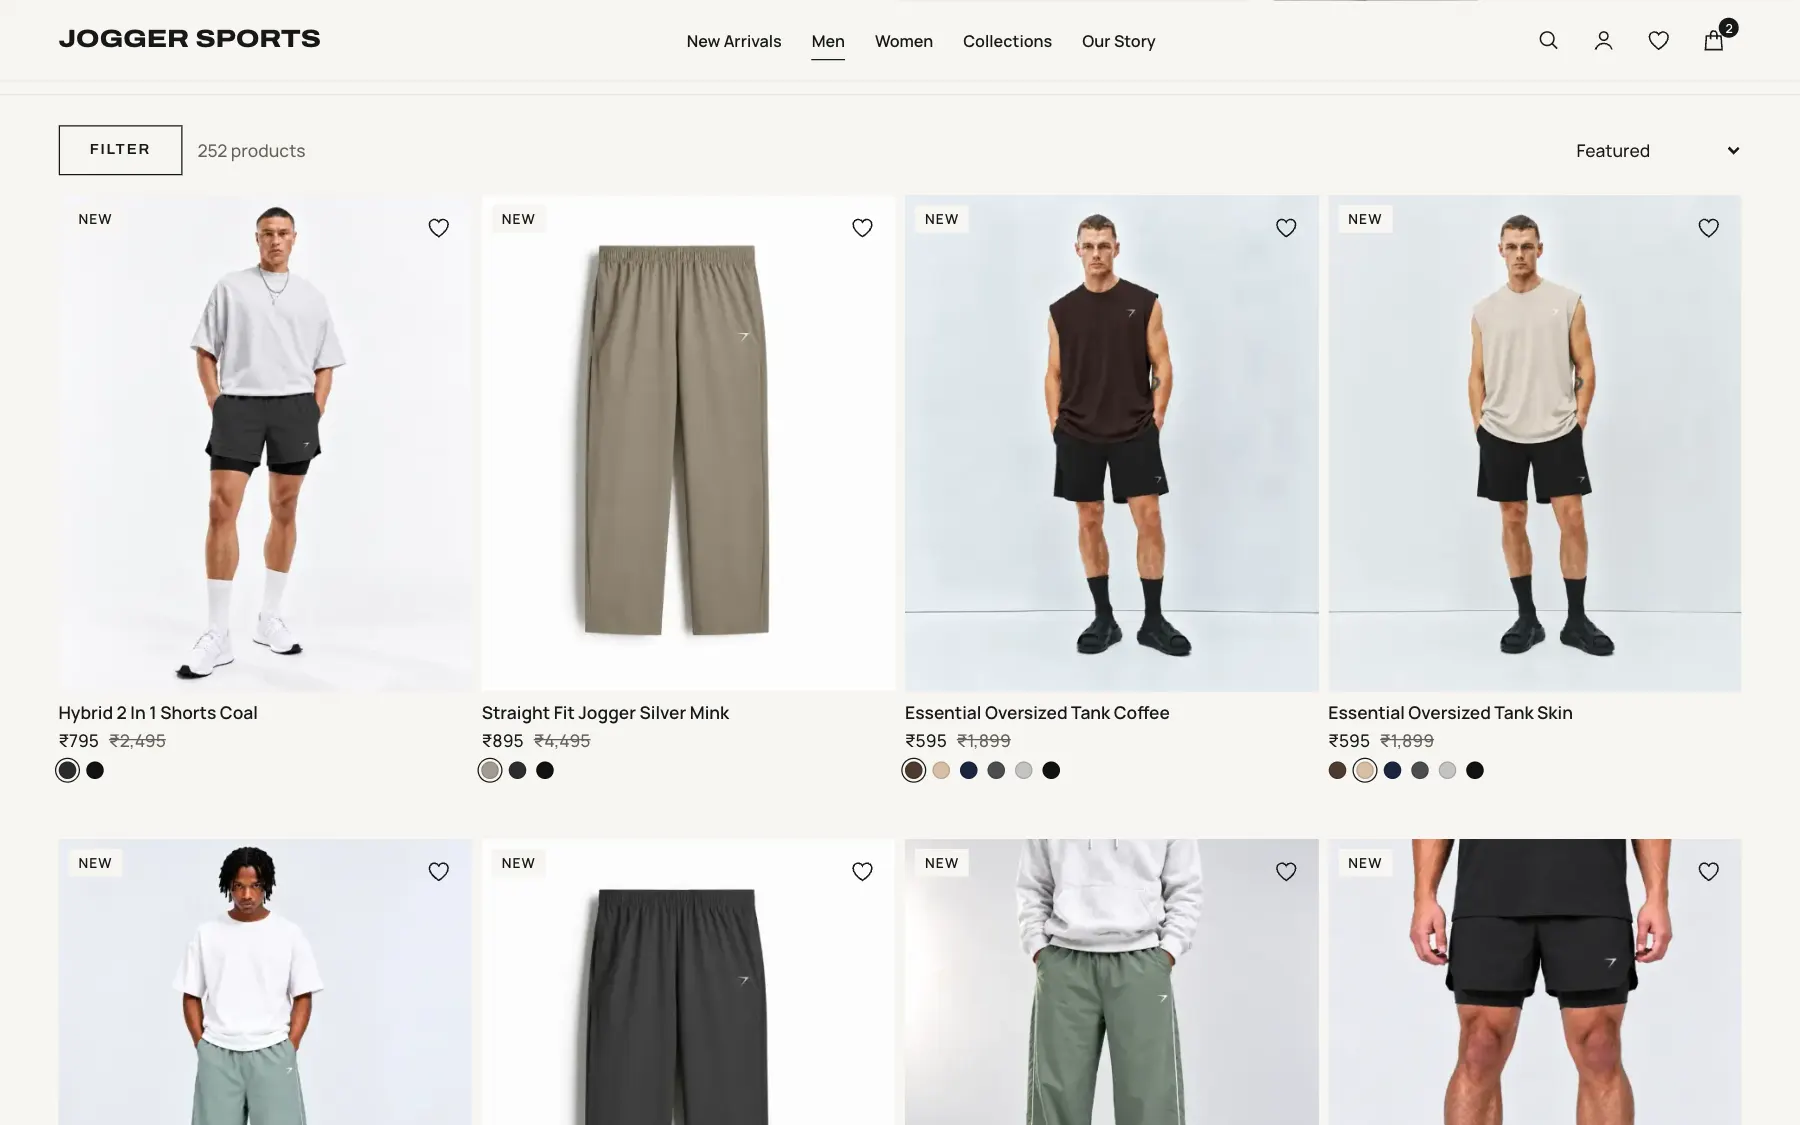 JOGGER SPORTS
New Arrivals Men Women Collections Our Story
2
FILTER 252 products
Featured
NEW
NEW
NEW
NEW
Hybrid 2 In 1 Shorts Coal
₹795 ₹2,495
Straight Fit Jogger Silver Mink
₹895 ₹4,495
Essential Oversized Tank Coffee
₹595 ₹1,899
Essential Oversized Tank Skin
₹595 ₹1,899
NEW
NEW
NEW
NEW